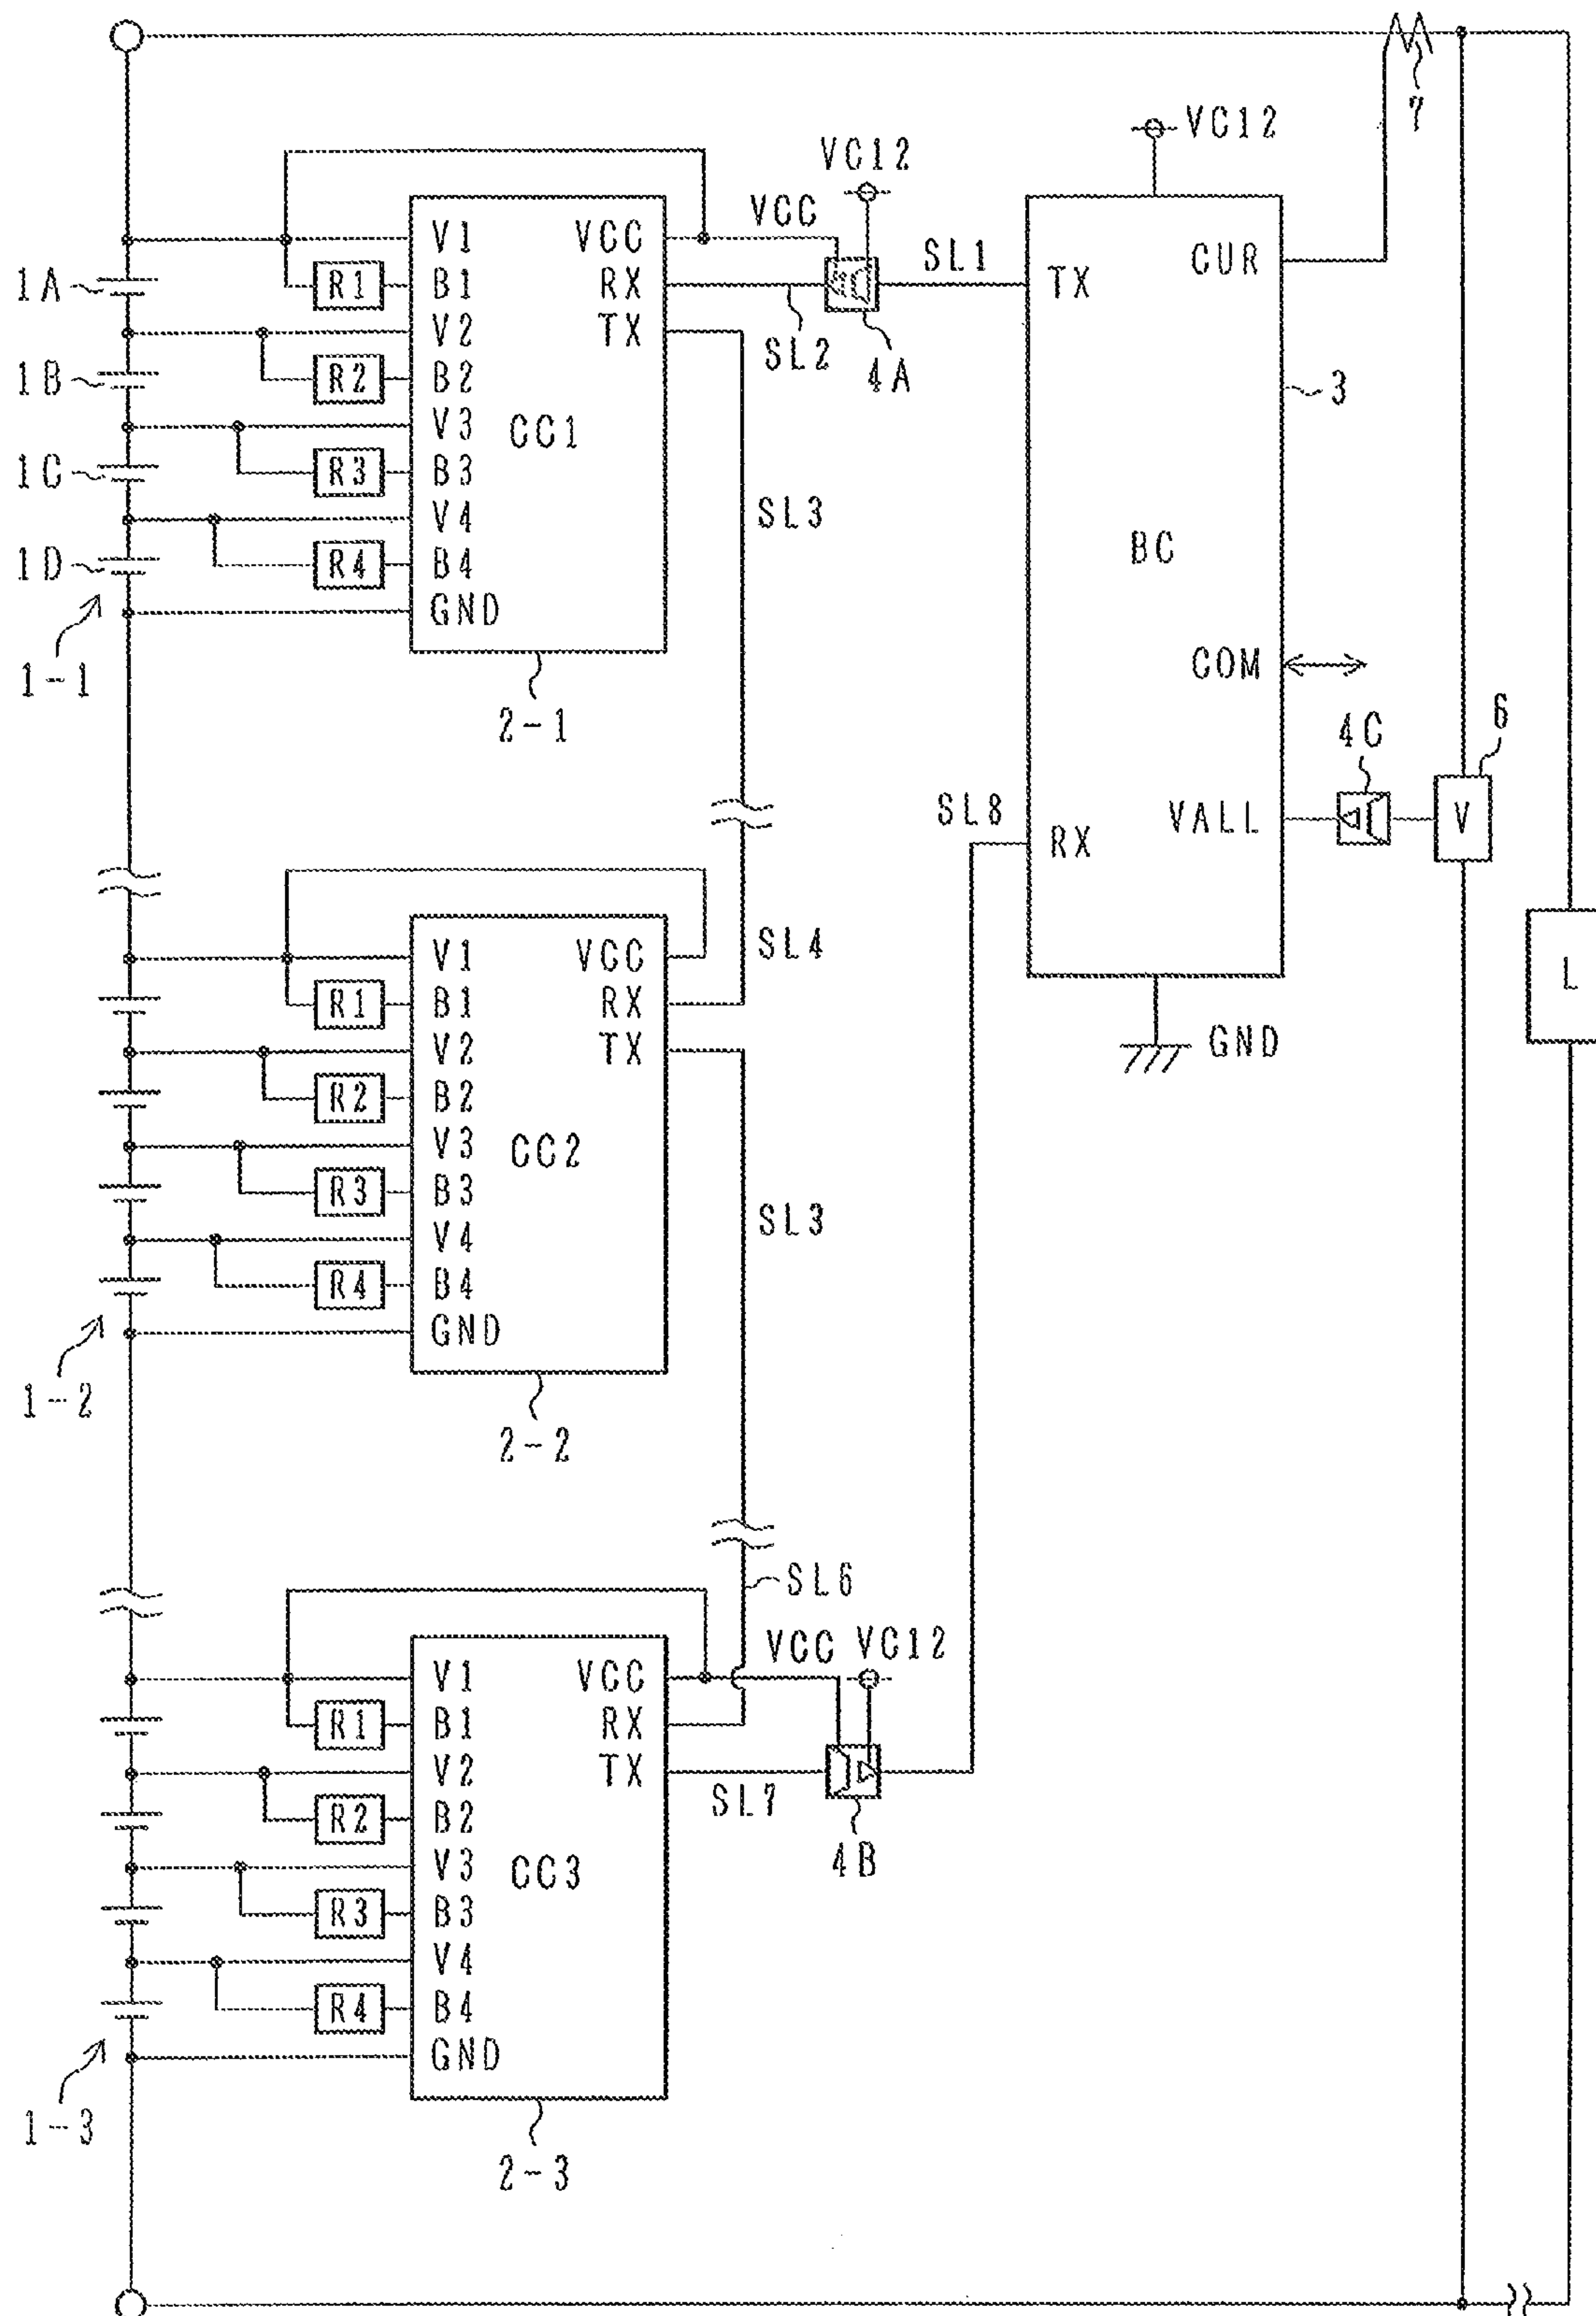 7
VC12
VC12
VCC
V1 VCC
CUR
SL1
1A
R1 B1 RX
TX
V2 TX
SL2
4A
1B
R2 B2
3
V3
CC1
1C
R3 B3
V4
SL3
BC
1D
R4 B4
GND
COM
1-1
2-1
6
4C
SL8
VALL
V
RX
V1 VCC
SL4
L
R1 B1 RX
GND
V2 TX
R2 B2
V3
CC2
R3 B3
SL3
V4
R4 B4
GND
1-2
2-2
SL6
VCC VC12
V1 VCC
R1 B1 RX
V2 TX
SL7
R2 B2
4B
V3
CC3
R3 B3
V4
R4 B4
GND
1-3
2-3